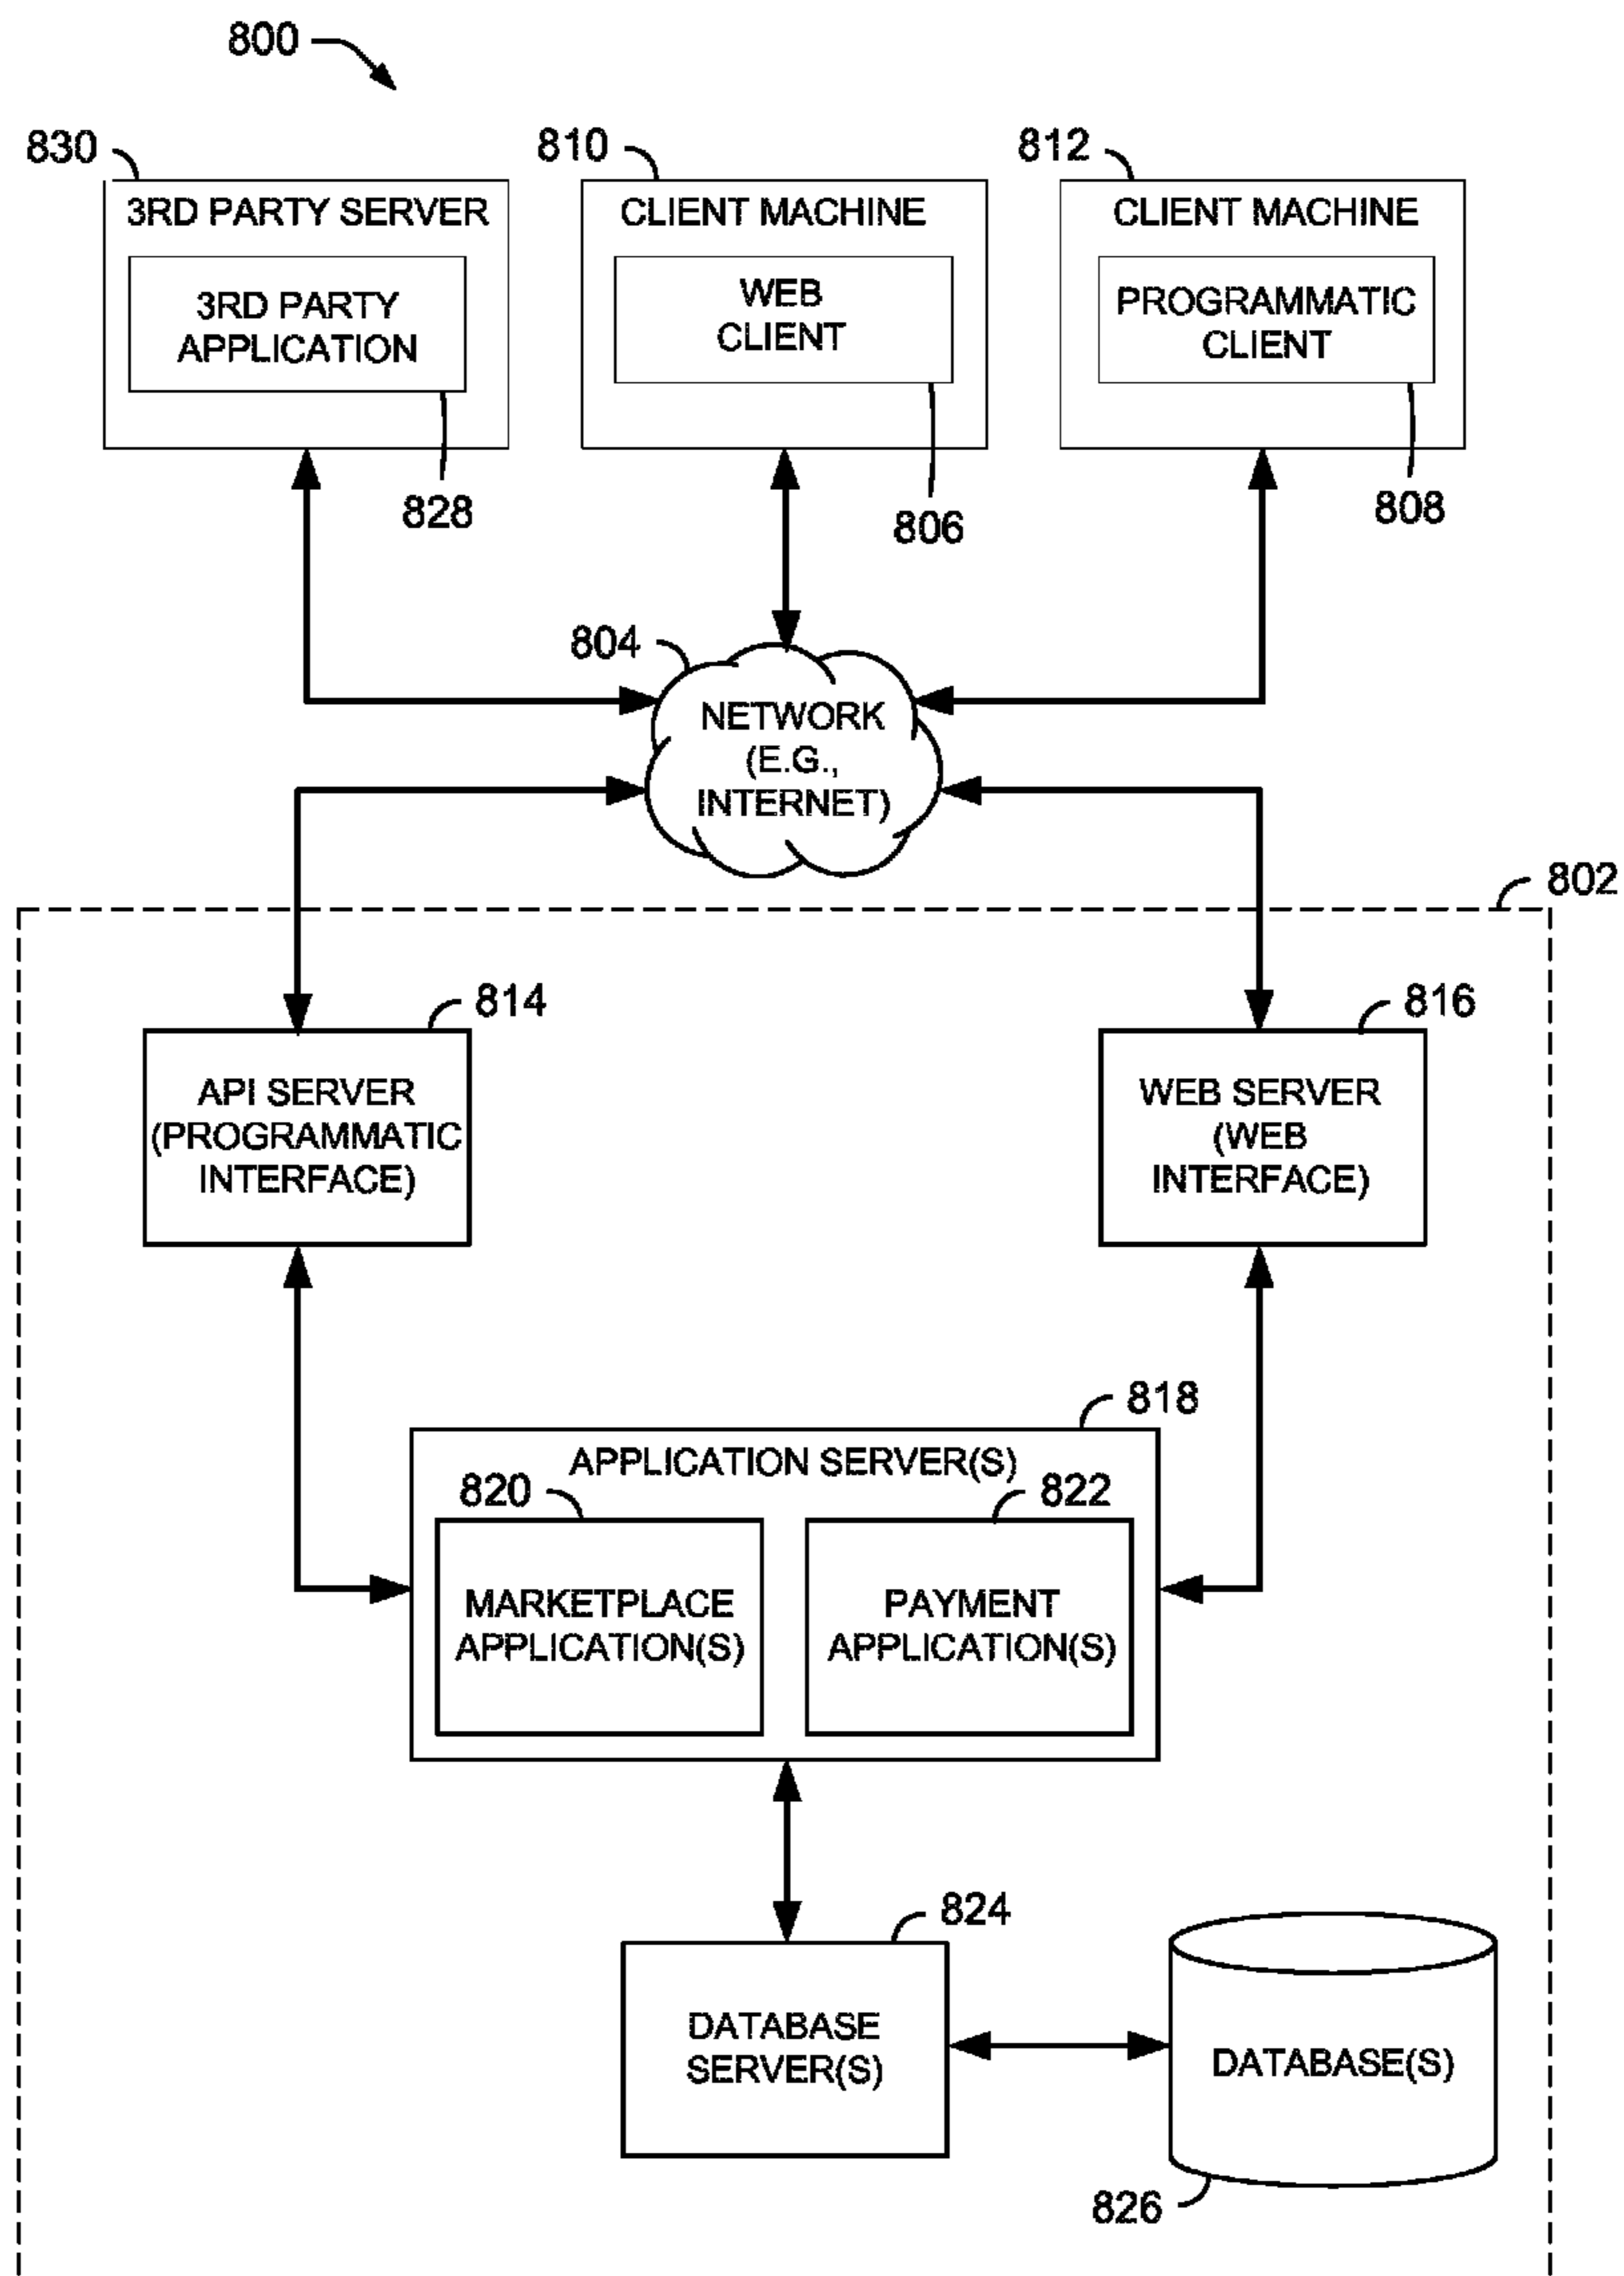 800
830
810
812
3RD PARTY SERVER
CLIENT MACHINE
CLIENT MACHINE
3RD PARTY
APPLICATION
WEB
CLIENT
PROGRAMMATIC
CLIENT
828
806
808
804
NETWORK
(E.G.,
INTERNET)
802
814
816
API SERVER
(PROGRAMMATIC
INTERFACE)
WEB SERVER
(WEB
INTERFACE)
818
APPLICATION SERVER(S)
820
822
MARKETPLACE
APPLICATION(S)
PAYMENT
APPLICATION(S)
824
DATABASE
SERVER(S)
DATABASE(S)
826